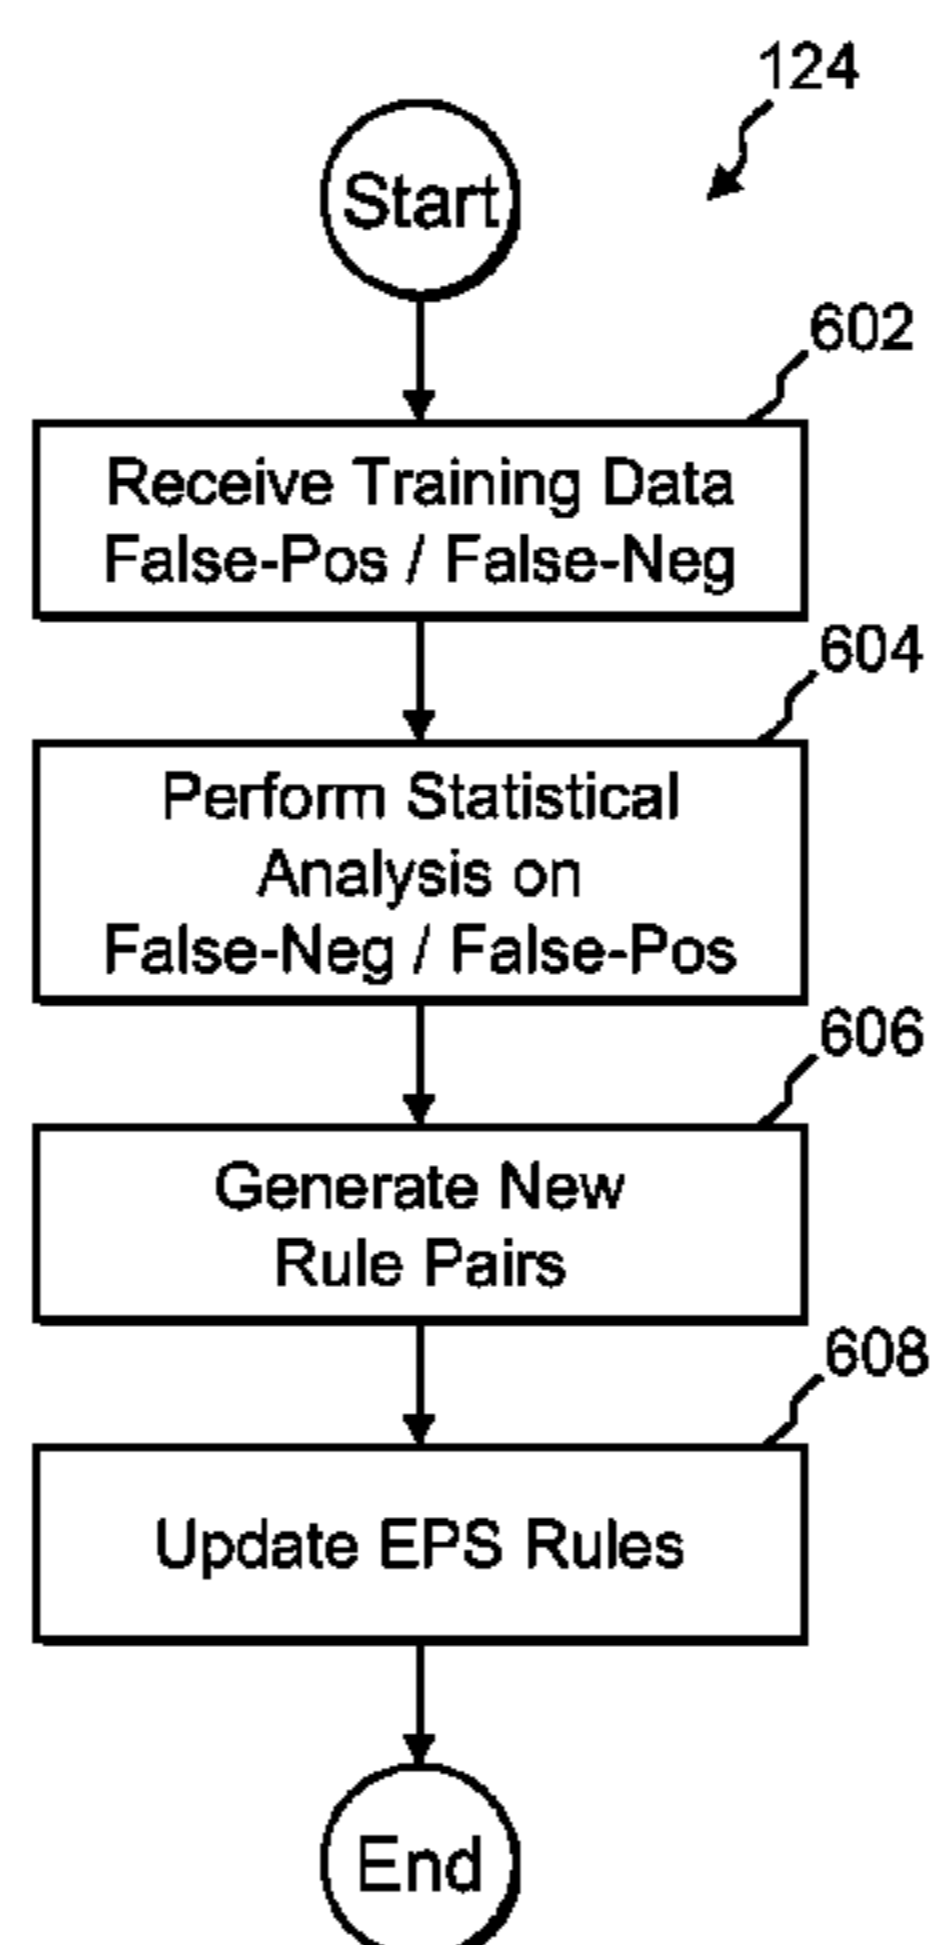 124
Start
602
Receive Training Data
False-Pos / False-Neg
604
Perform Statistical
Analysis on
False-Neg / False-Pos
606
Generate New
Rule Pairs
608
Update EPS Rules
End